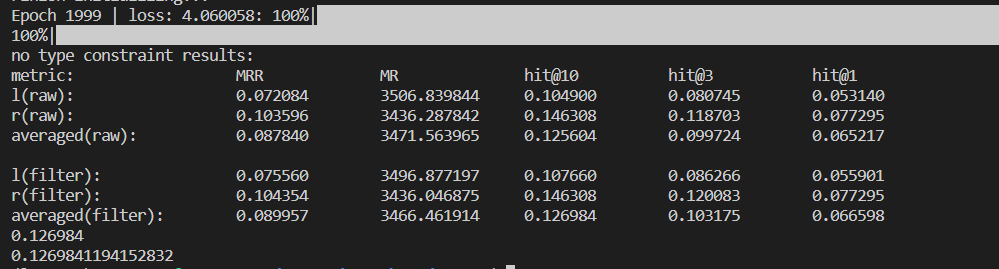 Epoch 1999 | loss: 4.060058: 100%|
100%|
no type constraint results:
metric: MRR MR hit@10 hit@3 hit@1
l(raw): 0.072084 3506.839844 0.104900 0.080745 0.053140
r(raw): 0.103596 3436.287842 0.146308 0.118703 0.077295
averaged(raw): 0.087840 3471.563965 0.125604 0.099724 0.065217
l(filter): 0.075560 3496.877197 0.107660 0.086266 0.055901
r(filter): 0.104354 3436.046875 0.146308 0.120083 0.077295
averaged(filter): 0.089957 3466.461914 0.126984 0.103175 0.066598
0.126984
0.1269841194152832